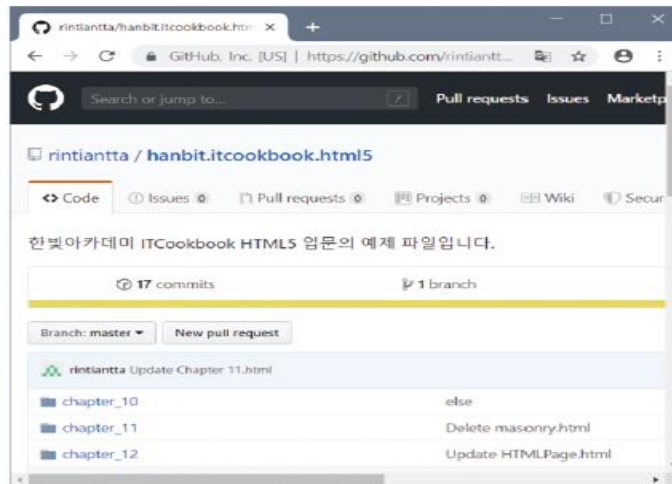 rintiantta/hanbit.itcookbook.htm
GitHub, Inc. [US] | https://github.com/rintiantt...
Search or jump to...
/
Pull requests Issues Marketp
rintiantta / hanbit.itcookbook.html5
Code Issues 0 Pull requests 0 Projects 0 Wiki Secur
한빛아카데미 ITCookbook HTML5 입문의 예제 파일입니다.
17 commits 1 branch
Branch: master New pull request
rintiantta Update Chapter 11.html
chapter_10 else
chapter_11 Delete masonry.html
chapter_12 Update HTMLPage.html